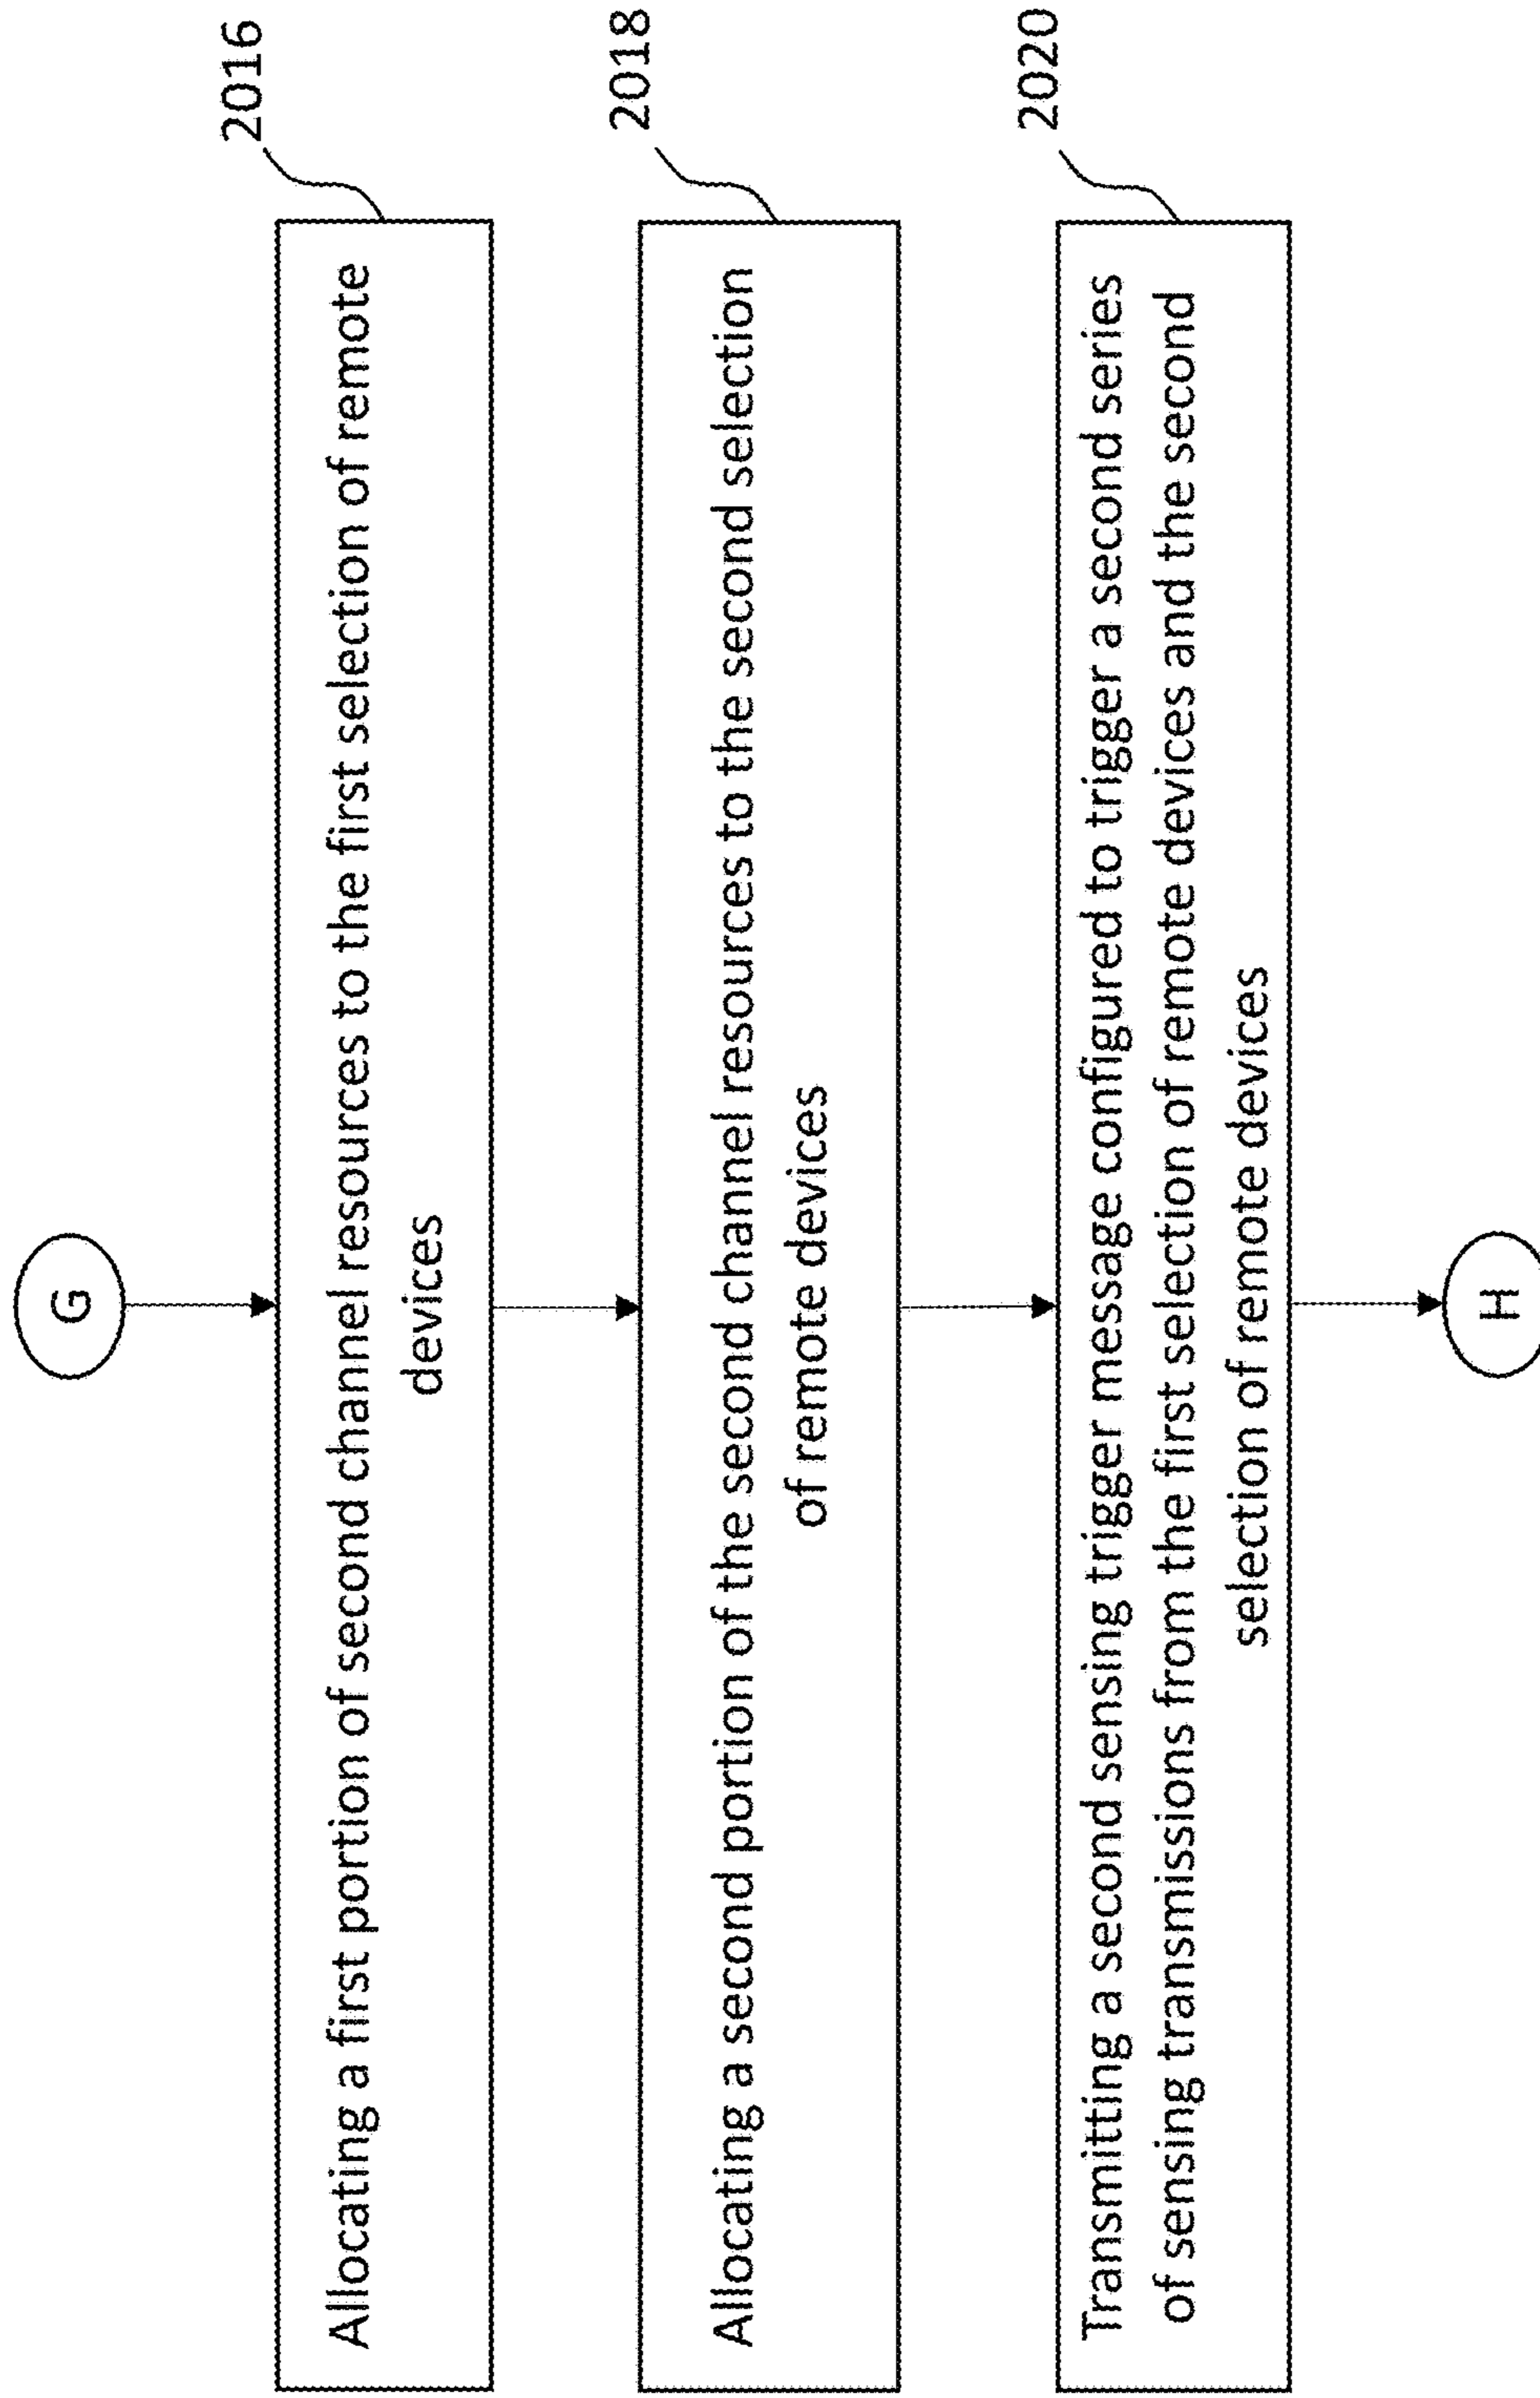 G
2016
Allocating a first portion of second channel resources to the first selection of remote
devices
2018
Allocating a second portion of the second channel resources to the second selection
of remote devices
2020
Transmitting a second sensing trigger message configured to trigger a second series
of sensing transmissions from the first selection of remote devices and the second
selection of remote devices
H